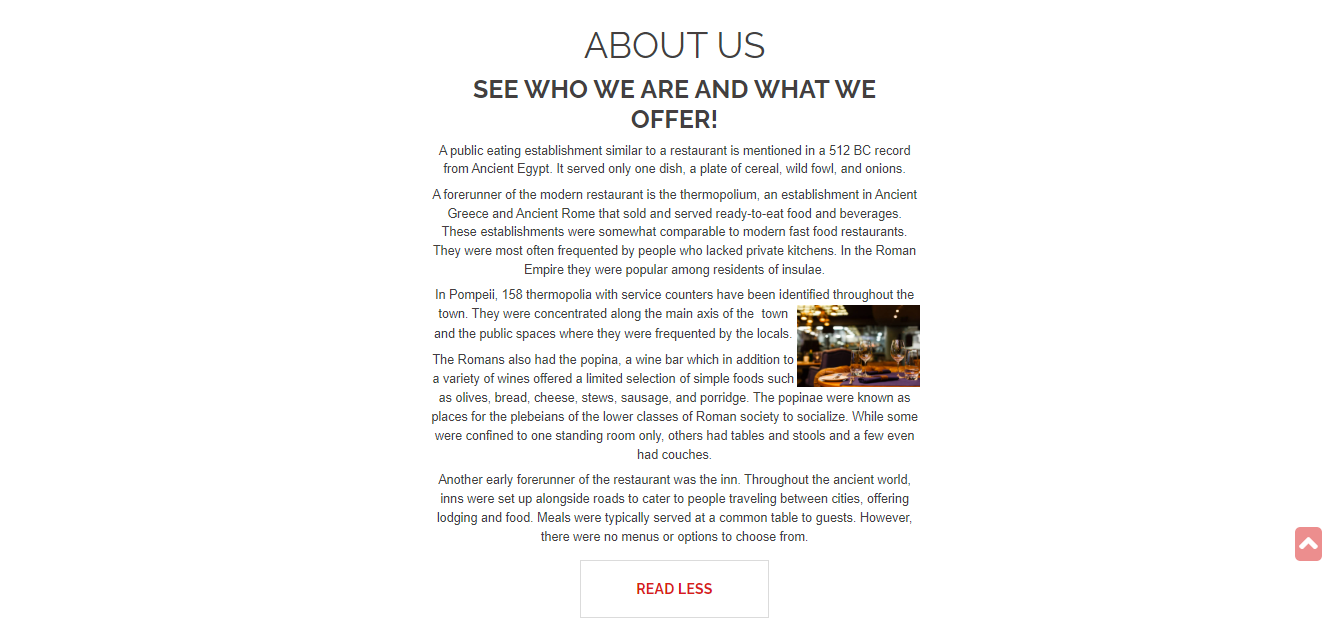 ABOUT US
SEE WHO WE ARE AND WHAT WE
OFFER!
A public eating establishment similar to a restaurant is mentioned in a 512 BC record
from Ancient Egypt. It served only one dish, a plate of cereal, wild fowl, and onions.
A forerunner of the modern restaurant is the thermopolium, an establishment in Ancient
Greece and Ancient Rome that sold and served ready-to-eat food and beverages.
These establishments were somewhat comparable to modern fast food restaurants.
They were most often frequented by people who lacked private kitchens. In the Roman
Empire they were popular among residents of insulae.
In Pompeii, 158 thermopolia with service counters have been identified throughout the
town. They were concentrated along the main axis of the  town
and the public spaces where they were frequented by the locals.
The Romans also had the popina, a wine bar which in addition to
a variety of wines offered a limited selection of simple foods such
as olives, bread, cheese, stews, sausage, and porridge. The popinae were known as
places for the plebeians of the lower classes of Roman society to socialize. While some
were confined to one standing room only, others had tables and stools and a few even
had couches.
Another early forerunner of the restaurant was the inn. Throughout the ancient world,
inns were set up alongside roads to cater to people traveling between cities, offering
lodging and food. Meals were typically served at a common table to guests. However,
there were no menus or options to choose from.
READ LESS